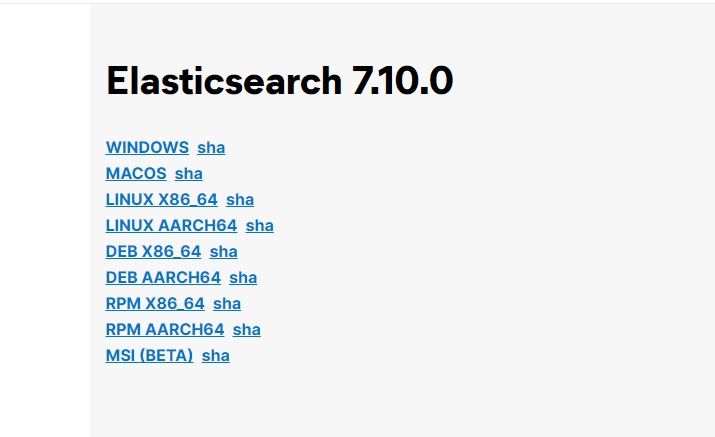 Elasticsearch 7.10.0
WINDOWS sha
MACOS sha
LINUX X86_64 sha
LINUX AARCH64 sha
DEB X86_64 sha
DEB AARCH64 sha
RPM X86_64 sha
RPM AARCH64 sha
MSI (BETA) sha